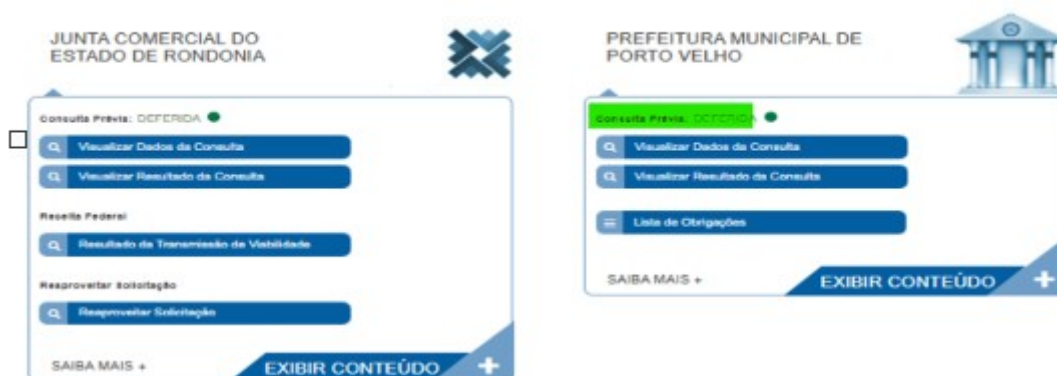 JUNTA COMERCIAL DO
ESTADO DE RONDONIA
Consulta Prévia: DEFERIDA
Visualizar Dados da Consulta
Visualizar Resultado da Consulta
Receita Federal
Resultado da Transmissão de Viabilidade
Reaproveitar Solicitação
Reaproveitar Solicitação
SAIBA MAIS +
EXIBIR CONTEÚDO +
PREFEITURA MUNICIPAL DE
PORTO VELHO
Consulta Prévia: DEFERIDA
Visualizar Dados da Consulta
Visualizar Resultado da Consulta
Lista de Obrigações
SAIBA MAIS +
EXIBIR CONTEÚDO +